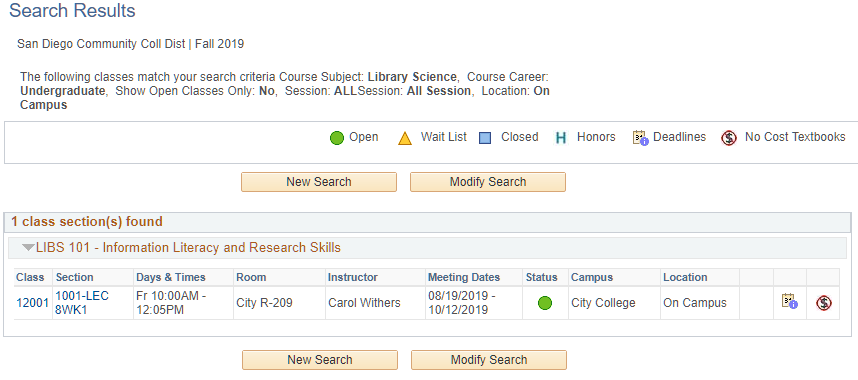 Search Results
San Diego Community Coll Dist | Fall 2019
The following classes match your search criteria Course Subject: Library Science, Course Career:
Undergraduate, Show Open Classes Only: No, Session: ALLSession: All Session, Location: On
Campus
Open Wait List Closed H Honors Deadlines No Cost Textbooks
New Search Modify Search
1 class section(s) found
LIBS 101 - Information Literacy and Research Skills
Class Section Days & Times Room Instructor Meeting Dates Status Campus Location
12001 1001-LEC 8WK1 Fr 10:00AM - 12:05PM City R-209 Carol Withers 08/19/2019 - 10/12/2019 City College On Campus
New Search Modify Search